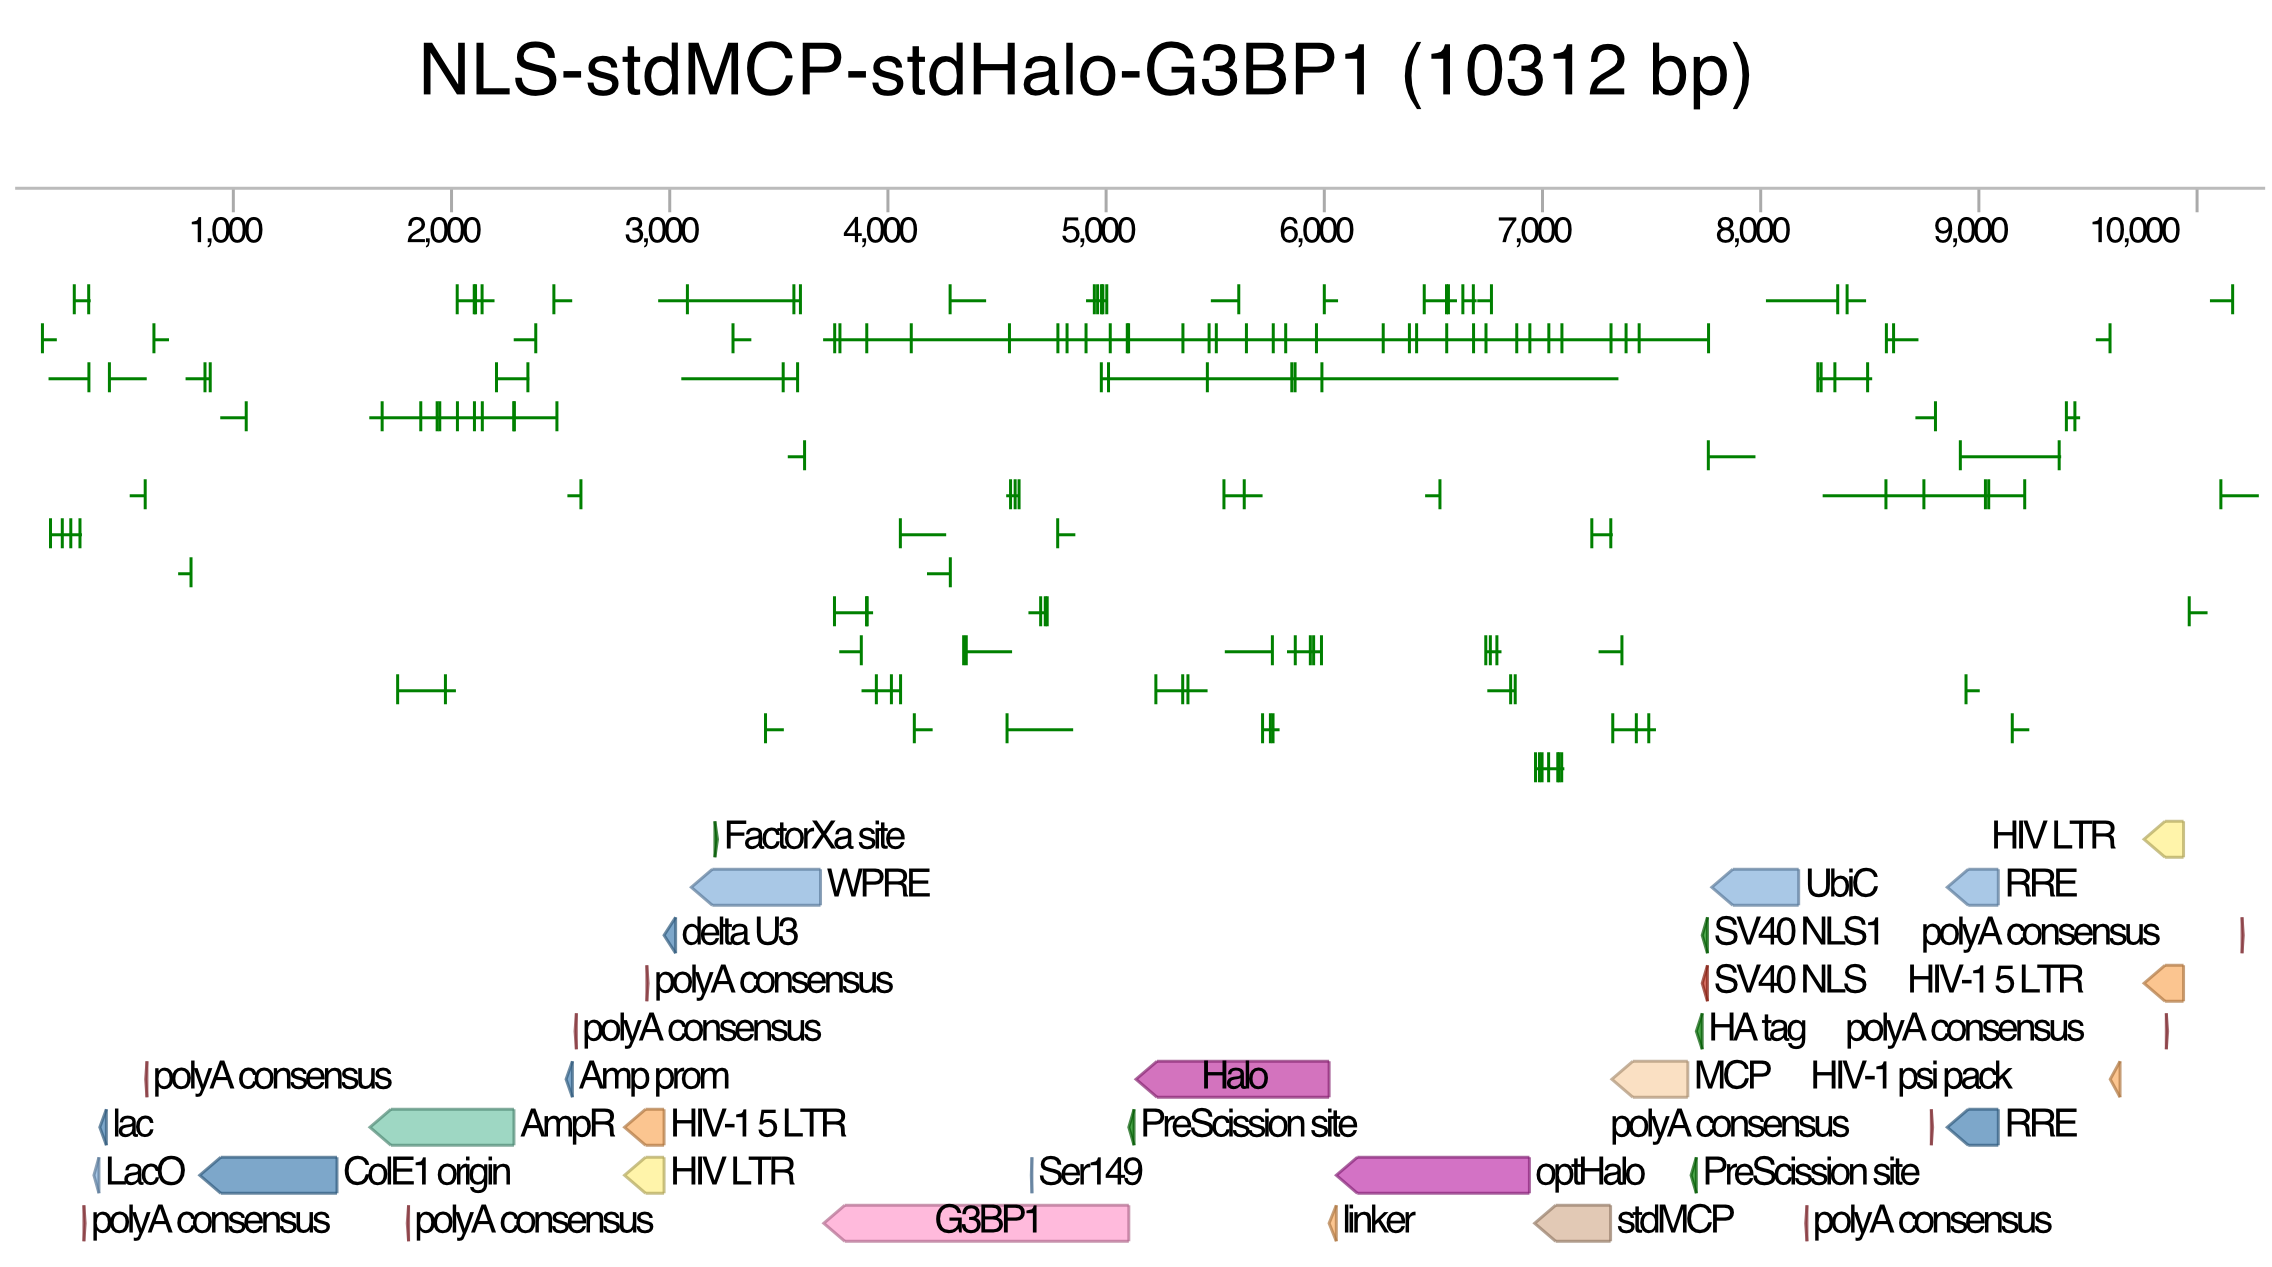 NLS-stdMCP-stdHalo-G3BP1 (10312 bp)
1,000 2,000 3,000 4,000 5,000 6,000 7,000 8,000 9,000 10,000
FactorXa site HIV LTR
WPRE UbiC RRE
delta U3 SV40 NLS1 polyA consensus
polyA consensus SV40 NLS HIV-1 5 LTR
polyA consensus HA tag polyA consensus
polyA consensus Amp prom Halo MCP HIV-1 psi pack
lac AmpR HIV-1 5 LTR PreScission site polyA consensus RRE
LacO ColE1 origin HIV LTR Ser149 optHalo PreScission site
polyA consensus polyA consensus G3BP1 linker stdMCP polyA consensus